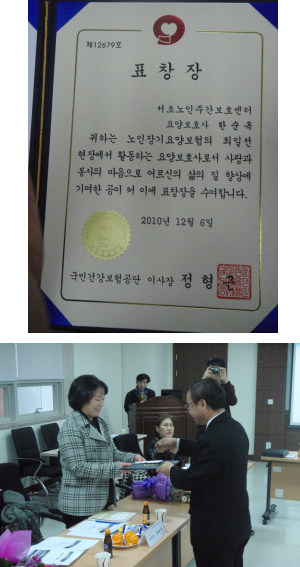 제12679호
표창장
서초노인주간보호센터
요양보호사 한순옥
귀하는 노인장기요양보험의 최일선
현장에서 활동하는 요양보호사로서 사랑과
봉사의 마음으로 어르신의 삶의 질 향상에
기여한 공이 커 이에 표창장을 수여합니다.
2010년 12월 6일
국민건강보험공단 이사장 정형근